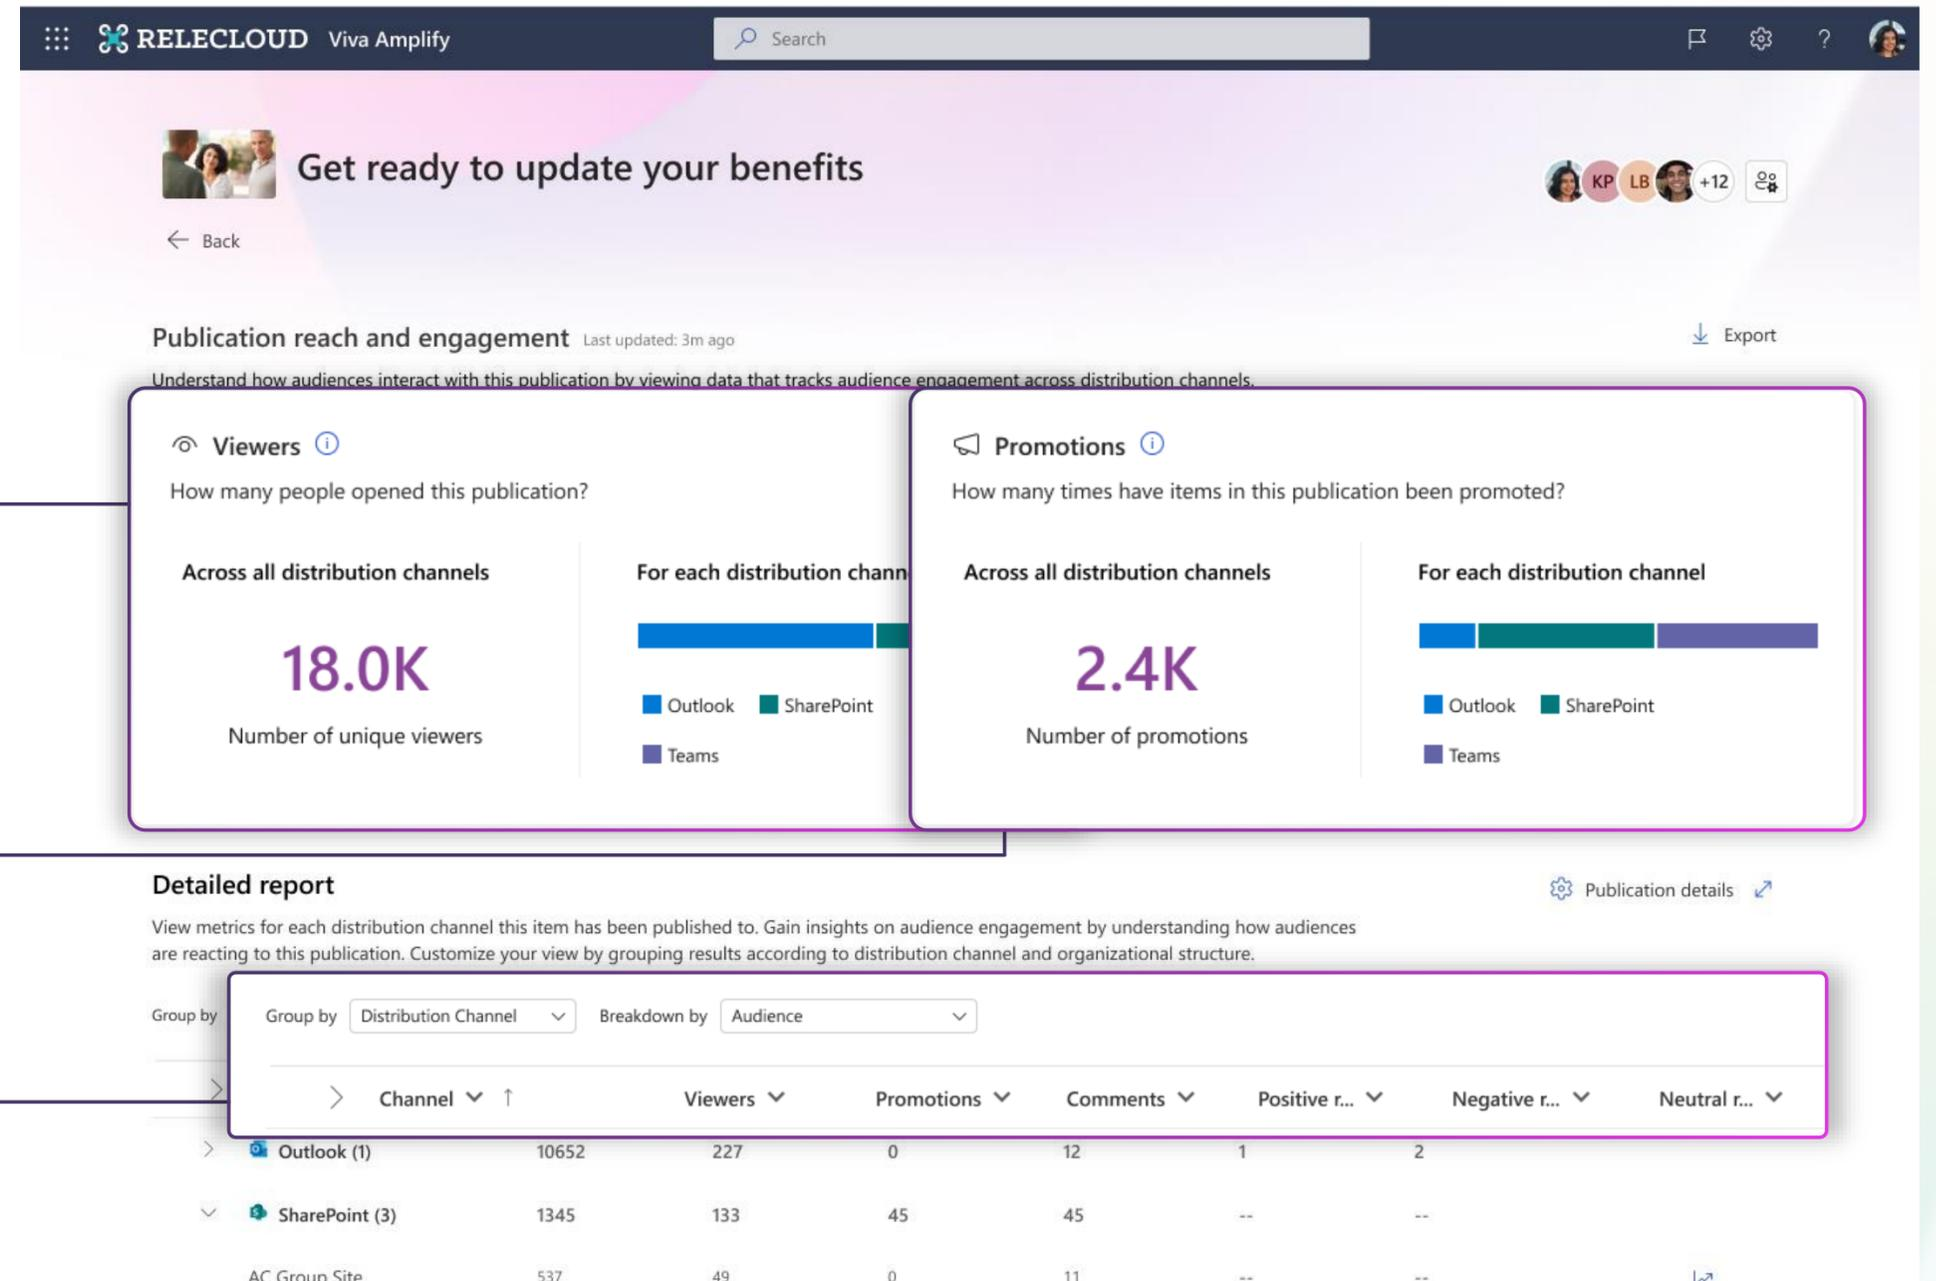 RELECLOUD Viva Amplify
Search
?
Get ready to update your benefits
KP LB +12
Back
Publication reach and engagement Last updated: 3m ago
Export
Understand how audiences interact with this publication by viewing data that tracks audience engagement across distribution channels.
Viewers
How many people opened this publication?
Across all distribution channels
18.0K
Number of unique viewers
For each distribution chann
Outlook SharePoint
Teams
Promotions
How many times have items in this publication been promoted?
Across all distribution channels
2.4K
Number of promotions
For each distribution channel
Outlook SharePoint
Teams
Detailed report
Publication details
View metrics for each distribution channel this item has been published to. Gain insights on audience engagement by understanding how audiences
are reacting to this publication. Customize your view by grouping results according to distribution channel and organizational structure.
Group by
Group by Distribution Channel Breakdown by Audience
Channel Viewers Promotions Comments Positive r... Negative r... Neutral r...
Outlook (1) 10652 227 0 12 1 2
SharePoint (3) 1345 133 45 45 -- --
AC Group Site 537 49 0 11 -- --